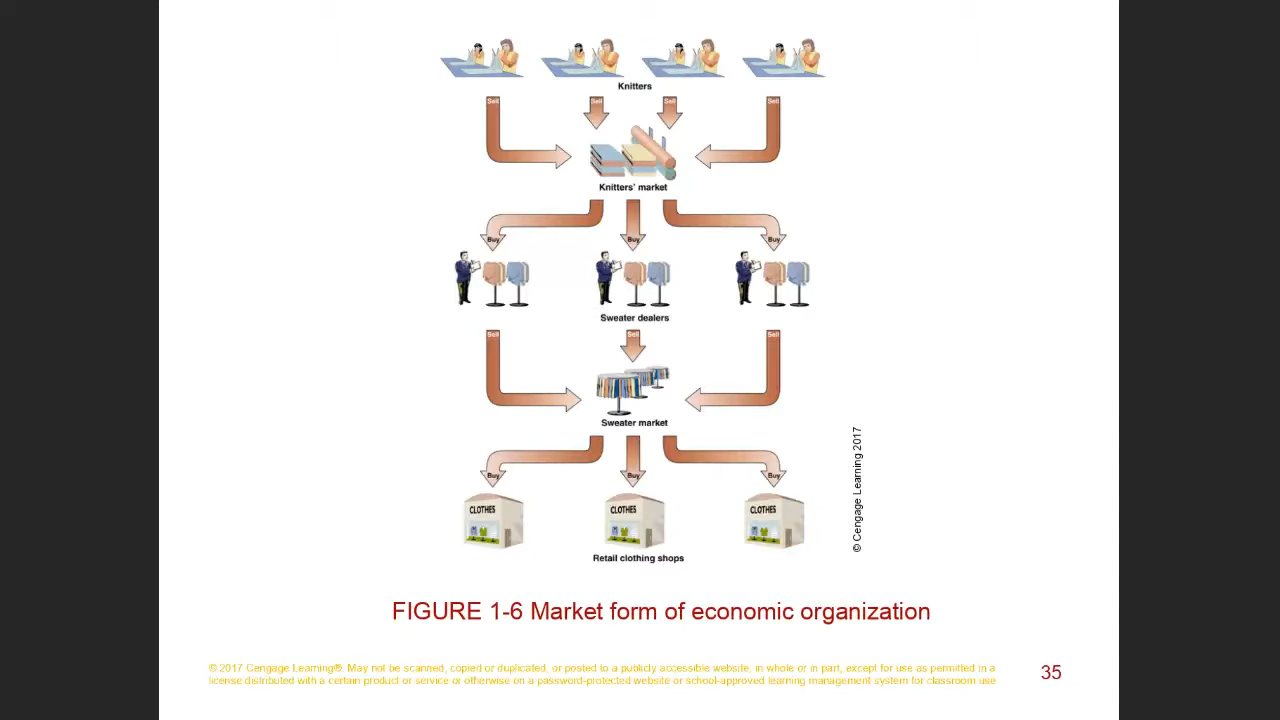 Knitters
Sell Sell Sell Sell
Knitters' market
Buy Buy Buy
Sweater dealers
Sell Sell Sell
Sweater market
Buy Buy Buy
CLOTHES CLOTHES CLOTHES
Retail clothing shops
© Cengage Learning 2017
FIGURE 1-6 Market form of economic organization
© 2017 Cengage Learning®. May not be scanned, copied or duplicated, or posted to a publicly accessible website, in whole or in part, except for use as permitted in a
license distributed with a certain product or service or otherwise on a password-protected website or school-approved learning management system for classroom use
35